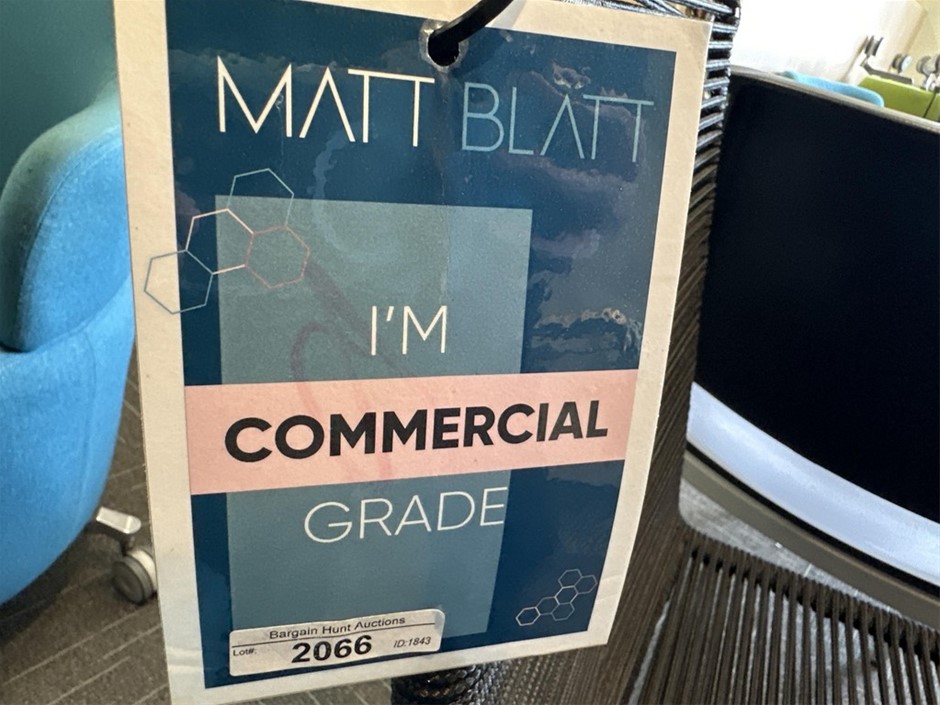 MATT BLATT
I'M
COMMERCIAL
GRADE
Bargain Hunt Auctions
Lot#: 2066 ID:1843